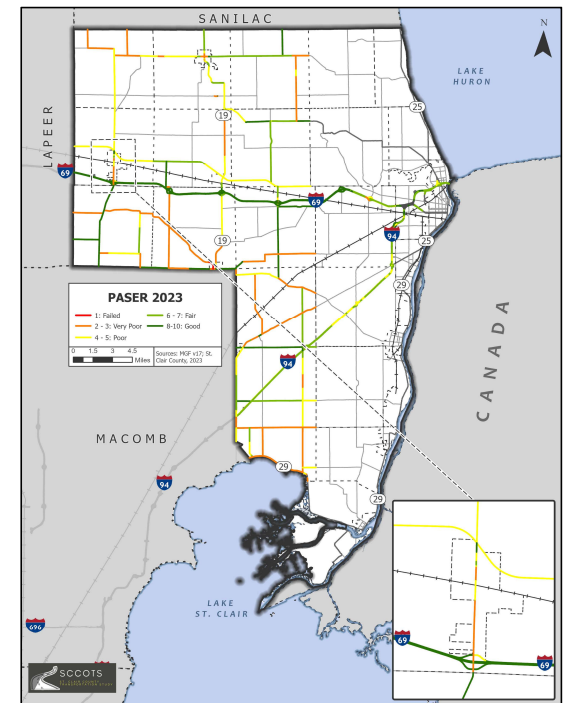 SANILAC
N
LAKE
HURON
LAPEER
25
19
69
69
94
19
25
29
PASER 2023
1: Failed
2 - 3: Very Poor
4 - 5: Poor
6 - 7: Fair
8-10: Good
0 1.5 3 4.5
Miles
Sources: MGF v17; St.
Clair County, 2023
94
CANADA
MACOMB
29
94
29
LAKE
ST. CLAIR
696
69
69
SCCOTS